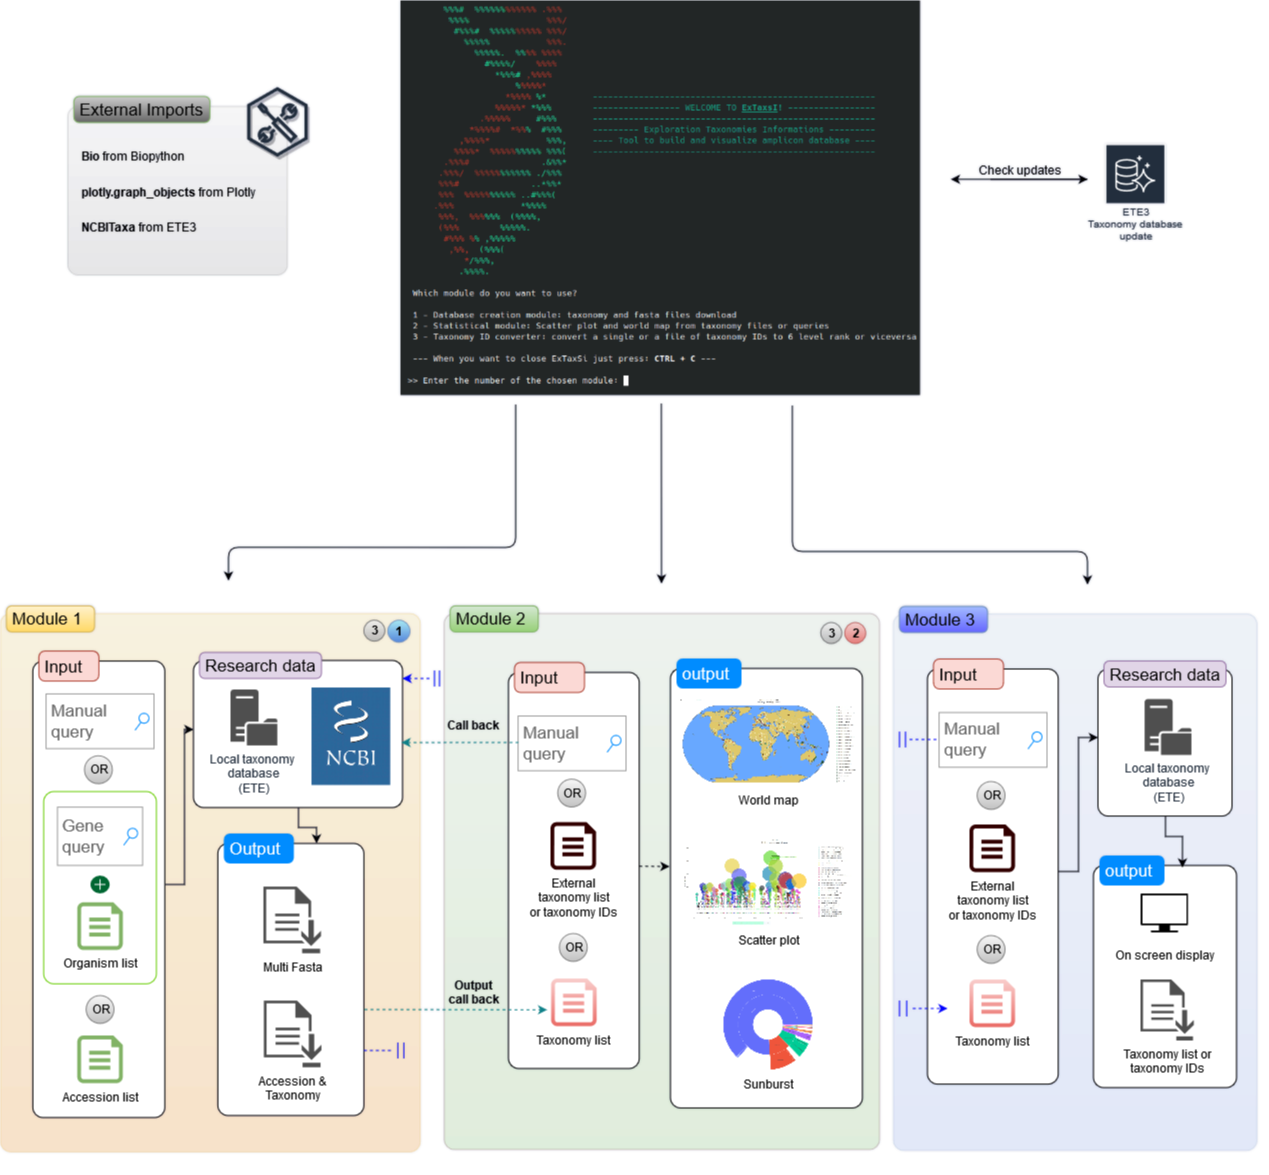 WELCOME TO ExTaxsI!
Exploration Taxonomies Informations
Tool to build and visualize amplicon database
External Imports
Bio from Biopython
plotly.graph_objects from Plotly
NCBITaxa from ETE3
Check updates
ETE3
Taxonomy database
update
Which module do you want to use?
1 - Database creation module: taxonomy and fasta files download
2 - Statistical module: Scatter plot and world map from taxonomy files or queries
3 - Taxonomy ID converter: convert a single or a file of taxonomy IDs to 6 level rank or viceversa
--- When you want to close ExTaxSi just press: CTRL + C ---
>> Enter the number of the chosen module:
Module 1
3
1
Input
Manual
query
OR
Gene
query
Organism list
OR
Accession list
Research data
Local taxonomy
database
(ETE)
NCBI
Output
Multi Fasta
Accession &
Taxonomy
Call back
Output
call back
Module 2
3
2
Input
Manual
query
OR
External
taxonomy list
or taxonomy IDs
OR
Taxonomy list
output
World map
Scatter plot
Sunburst
Module 3
Input
Manual
query
OR
External
taxonomy list
or taxonomy IDs
OR
Taxonomy list
Research data
Local taxonomy
database
(ETE)
output
On screen display
Taxonomy list or
taxonomy IDs